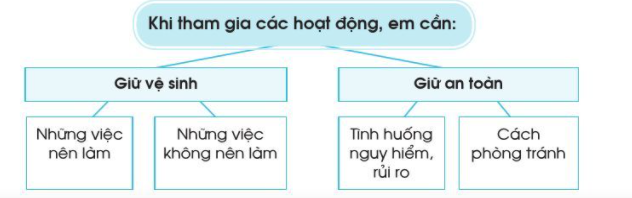 Khi tham gia các hoạt động, em cần:
Giữ vệ sinh
Giữ an toàn
Những việc
nên làm
Những việc
không nên làm
Tình huống
nguy hiểm,
rủi ro
Cách
phòng tránh